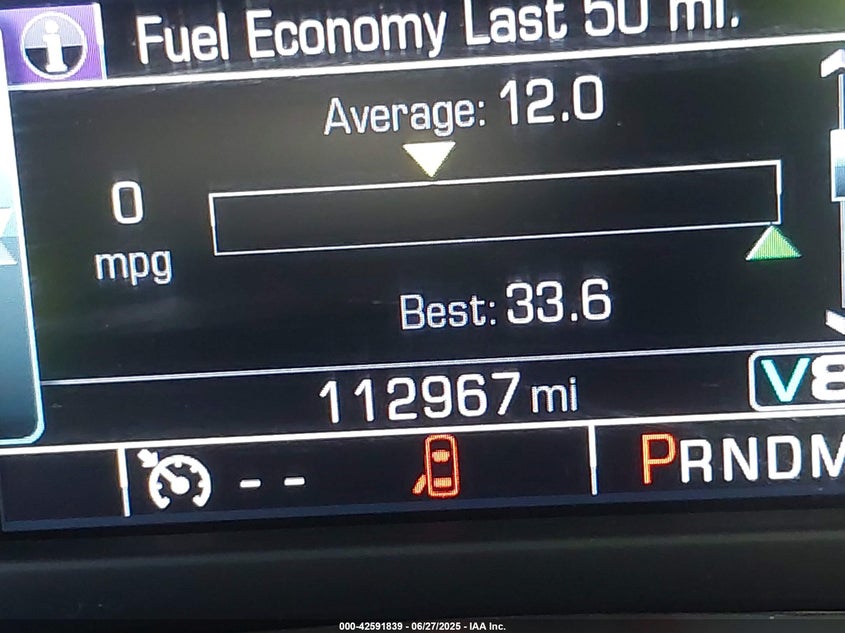 Fuel Economy Last 50 mi.
Average: 12.0
0
mpg
Best: 33.6
112967 mi
V8
-- PRNDM
000-42591839 - 06/27/2025 - IAA Inc.